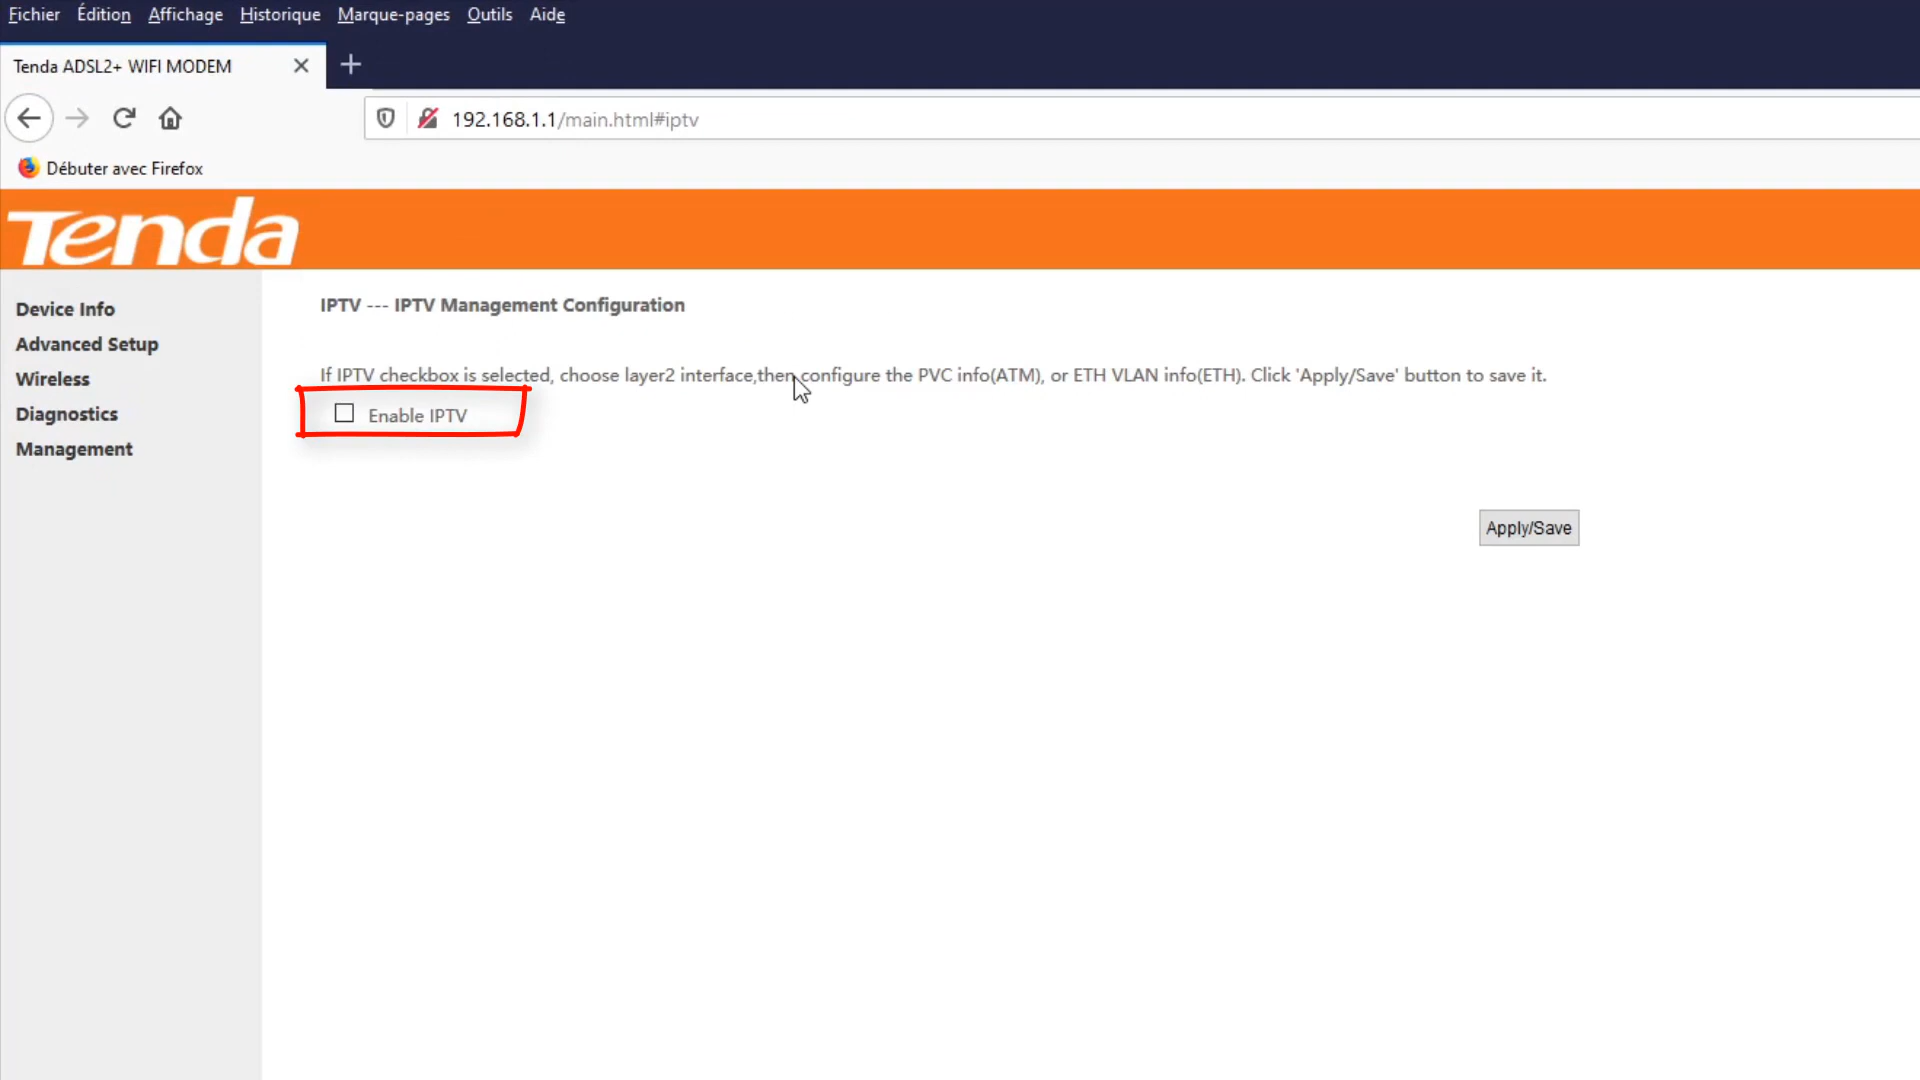 Fichier Édition Affichage Historique Marque-pages Outils Aide
Tenda ADSL2+ WIFI MODEM
192.168.1.1/main.html#iptv
Débuter avec Firefox
Tenda
Device Info
Advanced Setup
Wireless
Diagnostics
Management
IPTV --- IPTV Management Configuration
If IPTV checkbox is selected, choose layer2 interface,then configure the PVC info(ATM), or ETH VLAN info(ETH). Click 'Apply/Save' button to save it.
Enable IPTV
Apply/Save